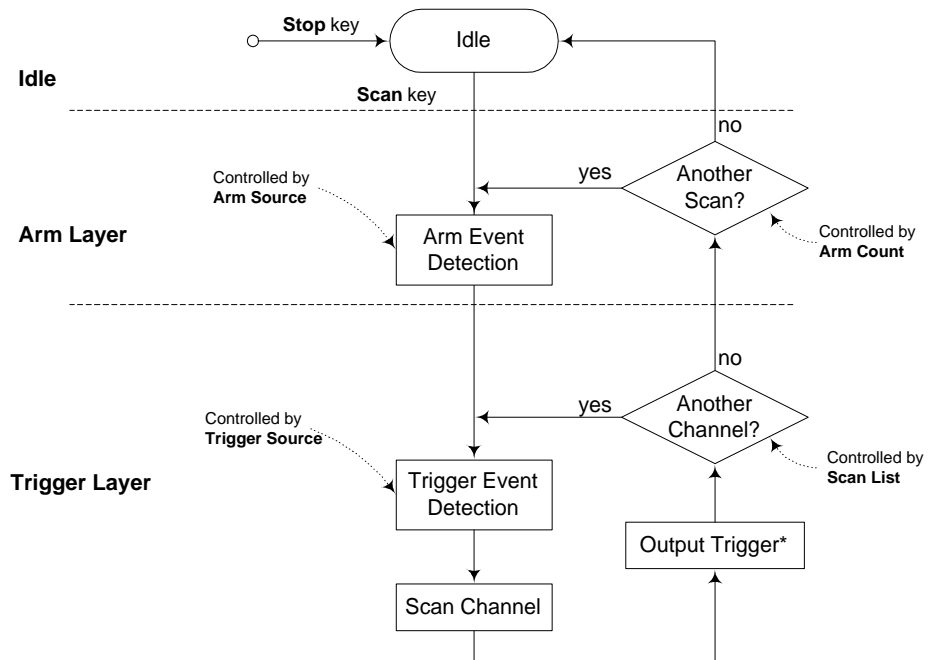 Stop key
Idle
Idle
Scan key
no
Controlled by
Arm Source
yes
Another
Scan?
Arm Layer
Arm Event
Detection
Controlled by
Arm Count
no
Controlled by
Trigger Source
yes
Another
Channel?
Trigger Layer
Trigger Event
Detection
Controlled by
Scan List
Output Trigger*
Scan Channel